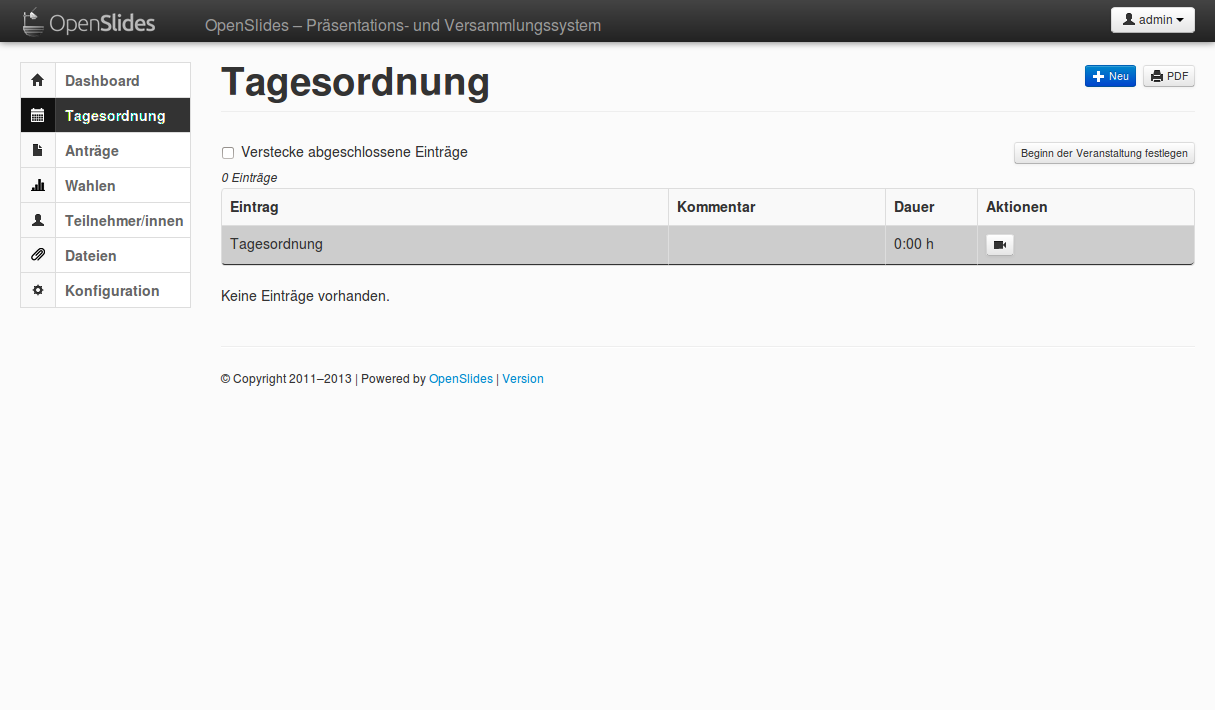 OpenSlides OpenSlides – Präsentations- und Versammlungssystem admin
Dashboard
Tagesordnung
Anträge
Wahlen
Teilnehmer/innen
Dateien
Konfiguration
Tagesordnung
Neu PDF
Verstecke abgeschlossene Einträge Beginn der Veranstaltung festlegen
0 Einträge
Eintrag Kommentar Dauer Aktionen
Tagesordnung 0:00 h
Keine Einträge vorhanden.
© Copyright 2011–2013 | Powered by OpenSlides | Version